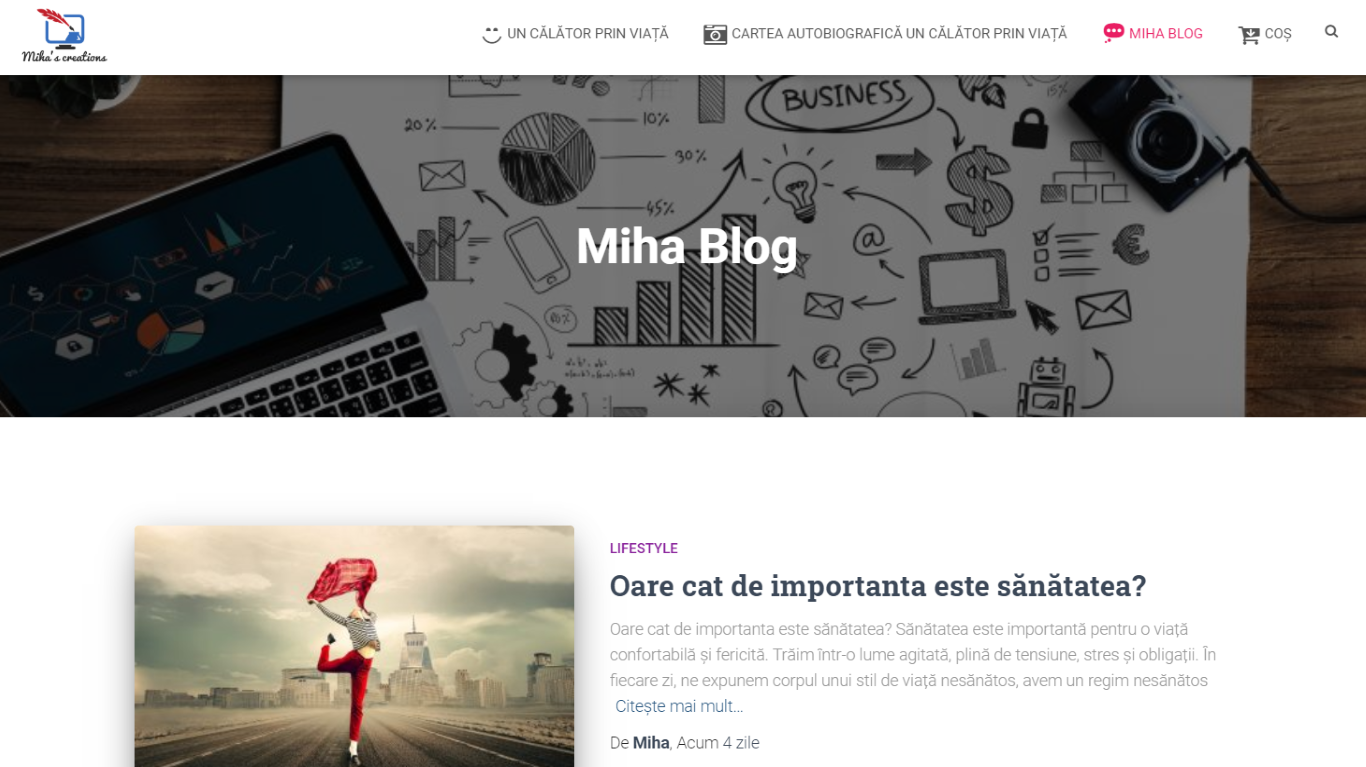 Miha's creations
UN CĂLĂTOR PRIN VIAȚĂ
CARTEA AUTOBIOGRAFICĂ UN CĂLĂTOR PRIN VIAȚĂ
MIHA BLOG
COȘ
BUSINESS
20%
10%
15%
30%
45%
Miha Blog
LIFESTYLE
Oare cat de importanta este sănătatea?
Oare cat de importanta este sănătatea? Sănătatea este importantă pentru o viață
confortabilă și fericită. Trăim într-o lume agitată, plină de tensiune, stres și obligații. În
fiecare zi, ne expunem corpul unui stil de viață nesănătos, avem un regim nesănătos
Citește mai mult…
De Miha, Acum 4 zile